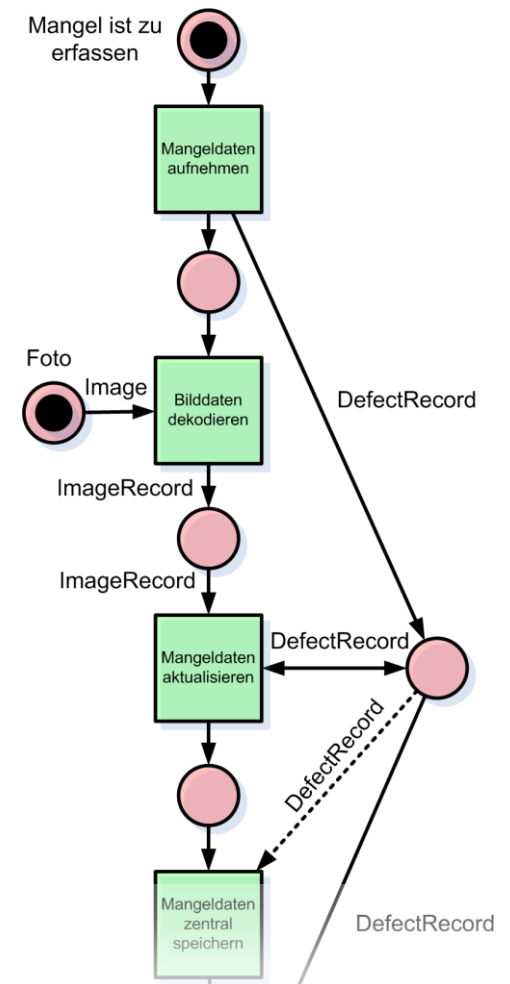 Mangel ist zu
erfassen
Mangeldaten
aufnehmen
Foto
Image
Bilddaten
dekodieren
DefectRecord
ImageRecord
ImageRecord
Mangeldaten
aktualisieren
DefectRecord
DefectRecord
Mangeldaten
zentral
speichern
DefectRecord